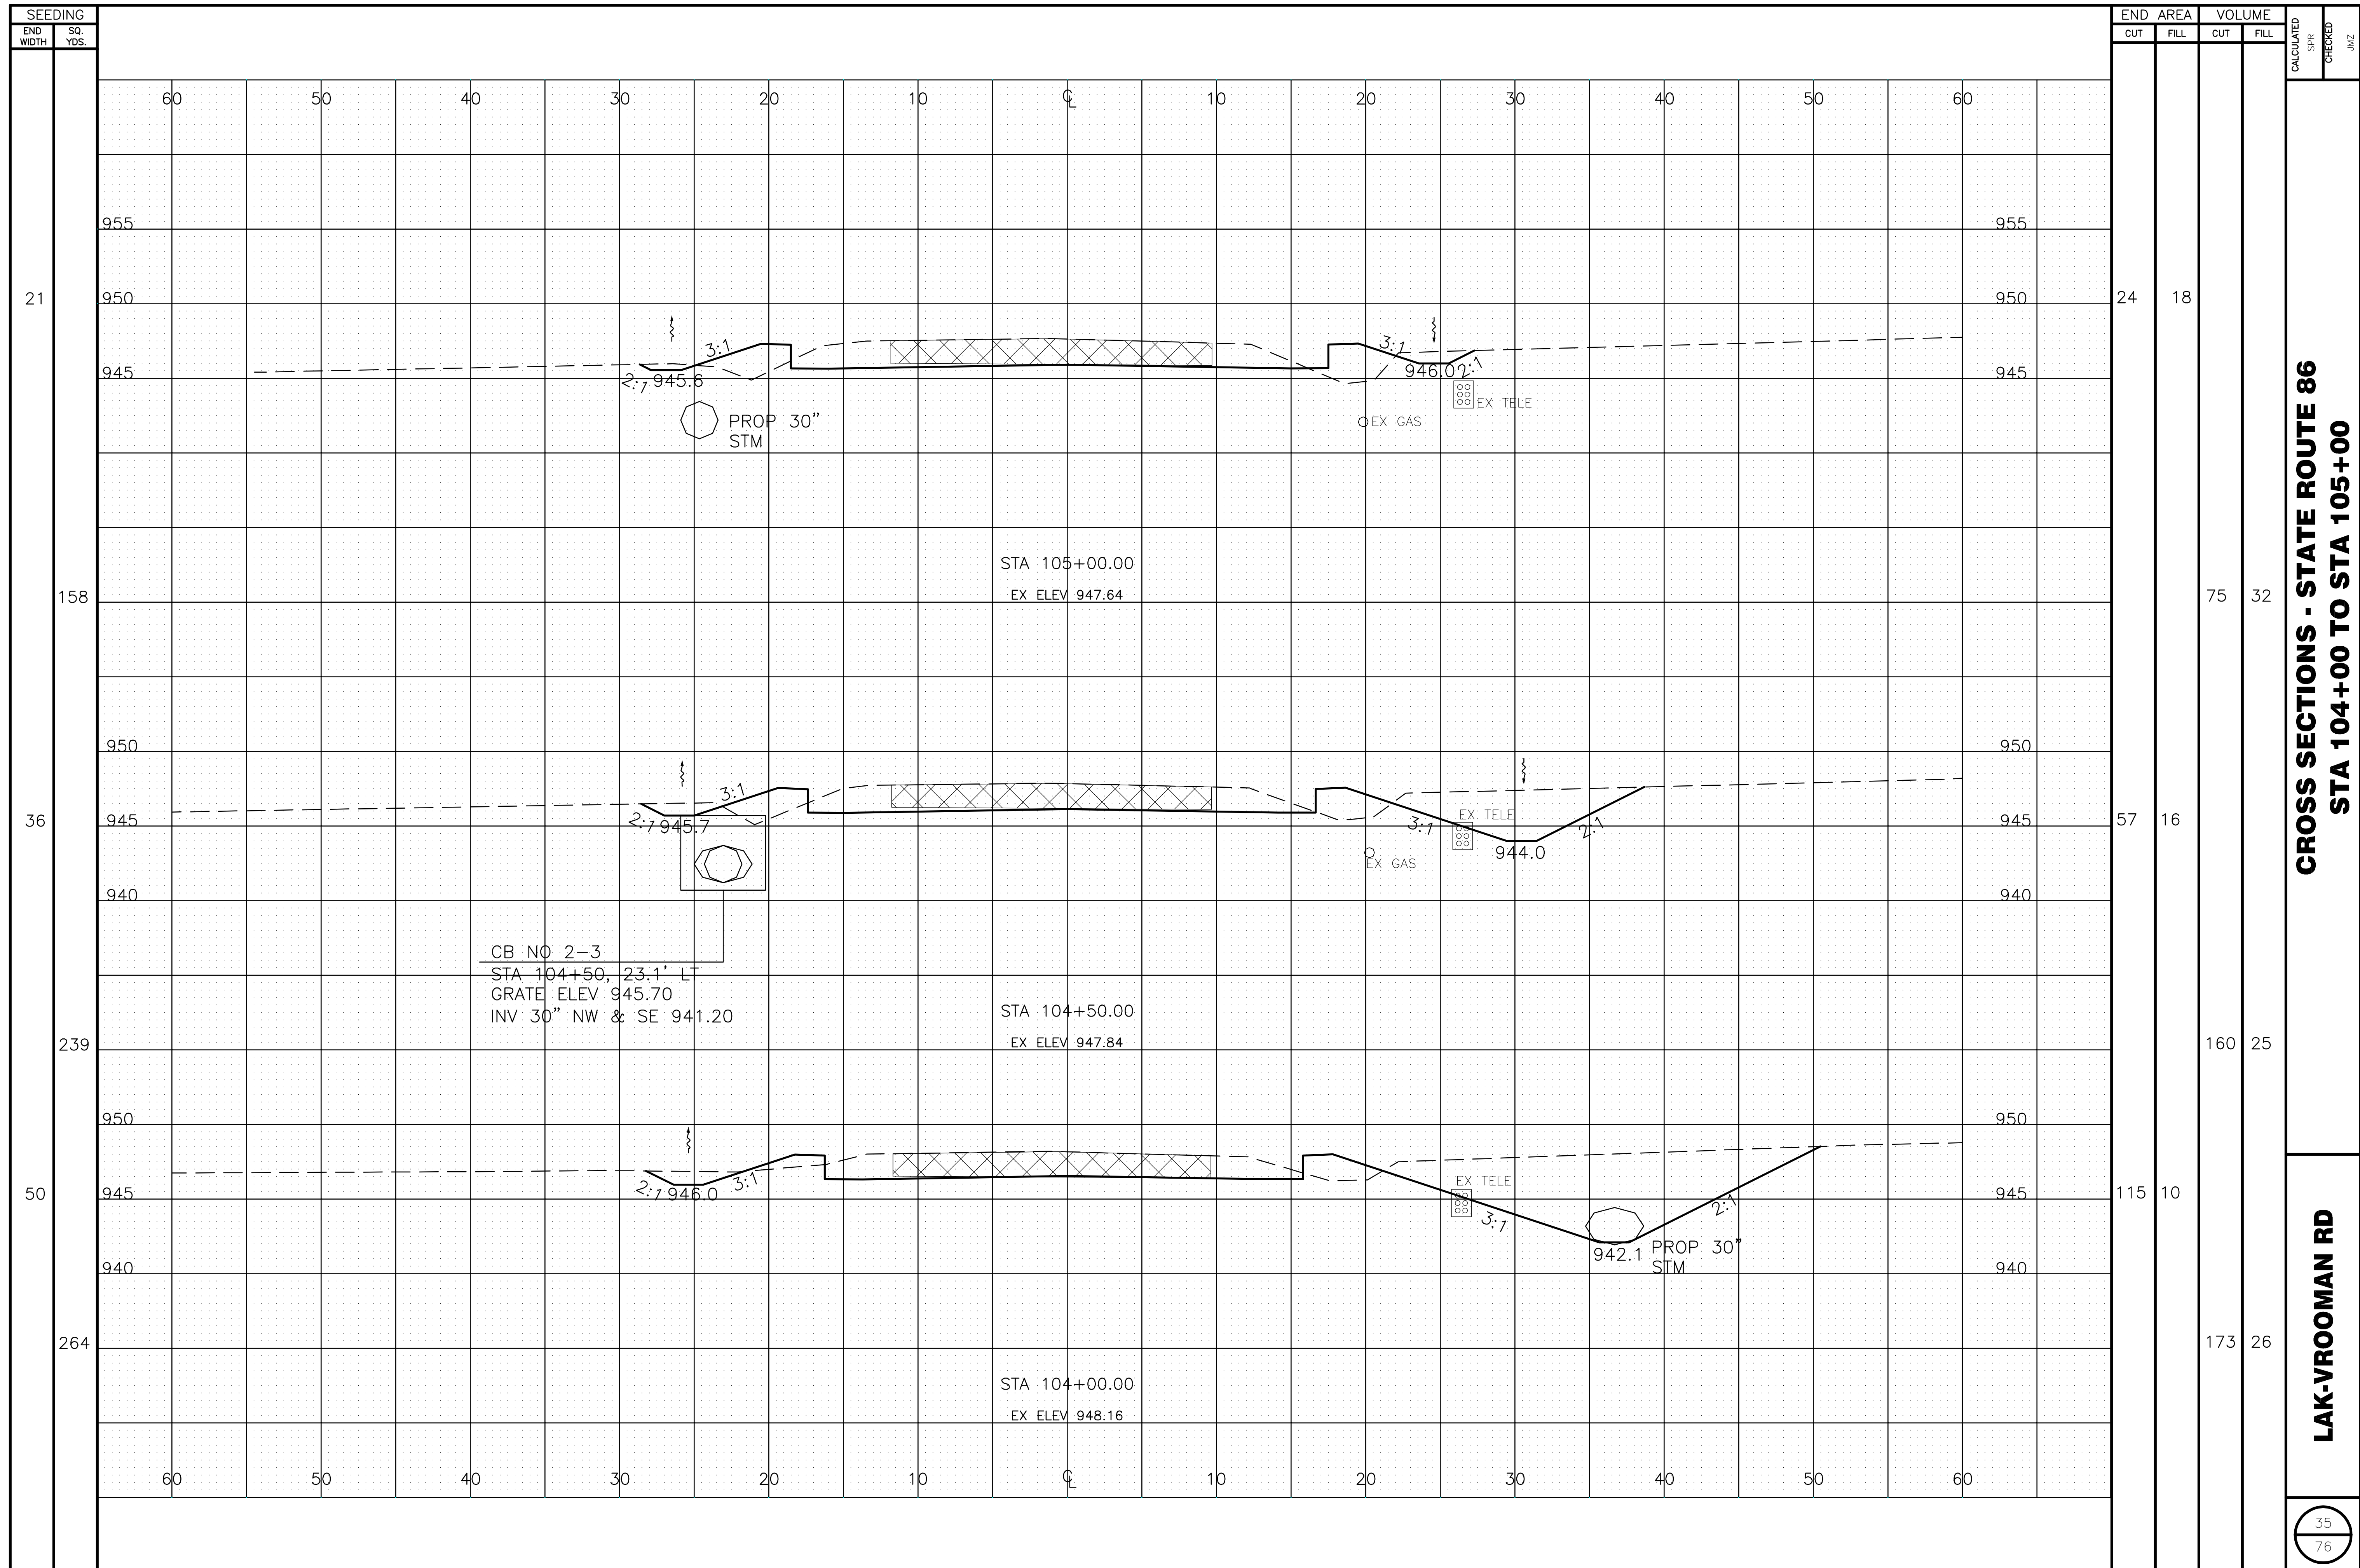 SEEDING
END WIDTH
SQ. YDS.
END AREA
VOLUME
CUT
FILL
CUT
FILL
CALCULATED
SPR
CHECKED
JMZ
60 50 40 30 20 10 ℄ 10 20 30 40 50 60
955 955
21 950 950 24 18
3:1 3:1
945 2:1 945.6 946.0 2:1 945
PROP 30"
STM
EX TELE
EX GAS
STA 105+00.00
EX ELEV 947.64
158 75 32
950 950
3:1
EX TELE
36 945 2:1 945.7 3:1 944.0 2:1 945 57 16
EX GAS
940 940
CB NO 2-3
STA 104+50, 23.1' LT
GRATE ELEV 945.70
INV 30" NW & SE 941.20
STA 104+50.00
EX ELEV 947.84
239 160 25
950 950
EX TELE
50 945 2:1 946.0 3:1 3:1 2:1 945 115 10
942.1
PROP 30"
STM
940 940
264 173 26
STA 104+00.00
EX ELEV 948.16
60 50 40 30 20 10 ℄ 10 20 30 40 50 60
CROSS SECTIONS - STATE ROUTE 86
STA 104+00 TO STA 105+00
LAK-VROOMAN RD
35
76